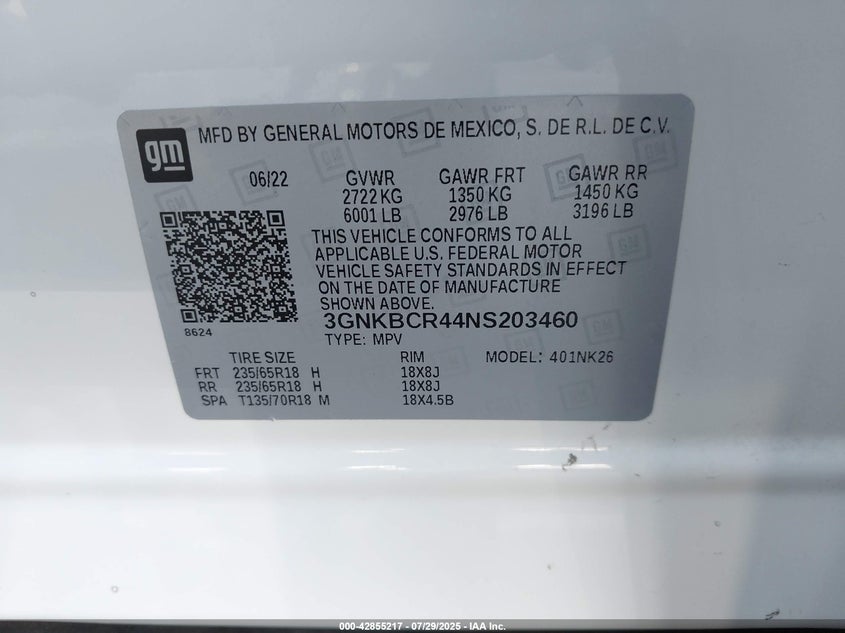 gm
MFD BY GENERAL MOTORS DE MEXICO, S. DE R.L. DE C.V.
06/22 GVWR GAWR FRT GAWR RR
2722 KG 1350 KG 1450 KG
6001 LB 2976 LB 3196 LB
THIS VEHICLE CONFORMS TO ALL
APPLICABLE U.S. FEDERAL MOTOR
VEHICLE SAFETY STANDARDS IN EFFECT
ON THE DATE OF MANUFACTURE
SHOWN ABOVE.
8624
3GNKBCR44NS203460
TYPE: MPV
TIRE SIZE RIM MODEL: 401NK26
FRT 235/65R18 H 18X8J
RR 235/65R18 H 18X8J
SPA T135/70R18 M 18X4.5B
000-42855217 - 07/29/2025 - IAA Inc.